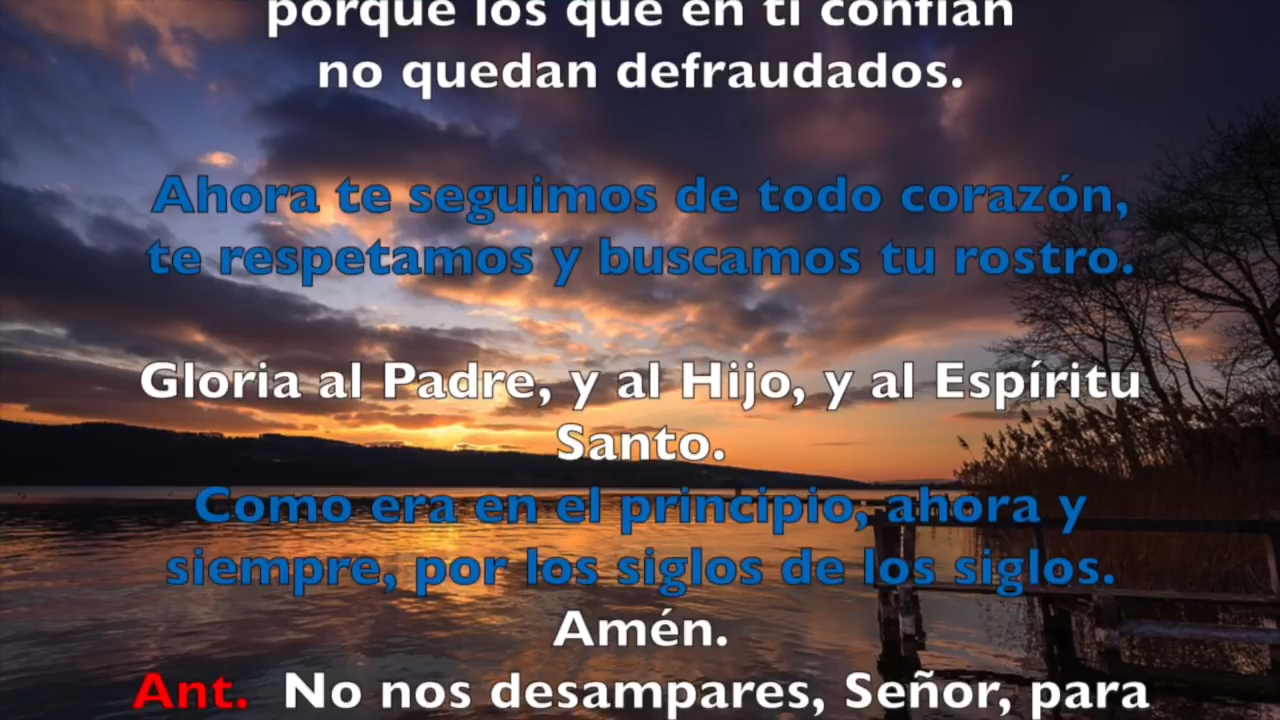 porque los que en ti confían
no quedan defraudados.
Ahora te seguimos de todo corazón,
te respetamos y buscamos tu rostro.
Gloria al Padre, y al Hijo, y al Espíritu
Santo.
Como era en el principio, ahora y
siempre, por los siglos de los siglos.
Amén.
Ant. No nos desampares, Señor, para